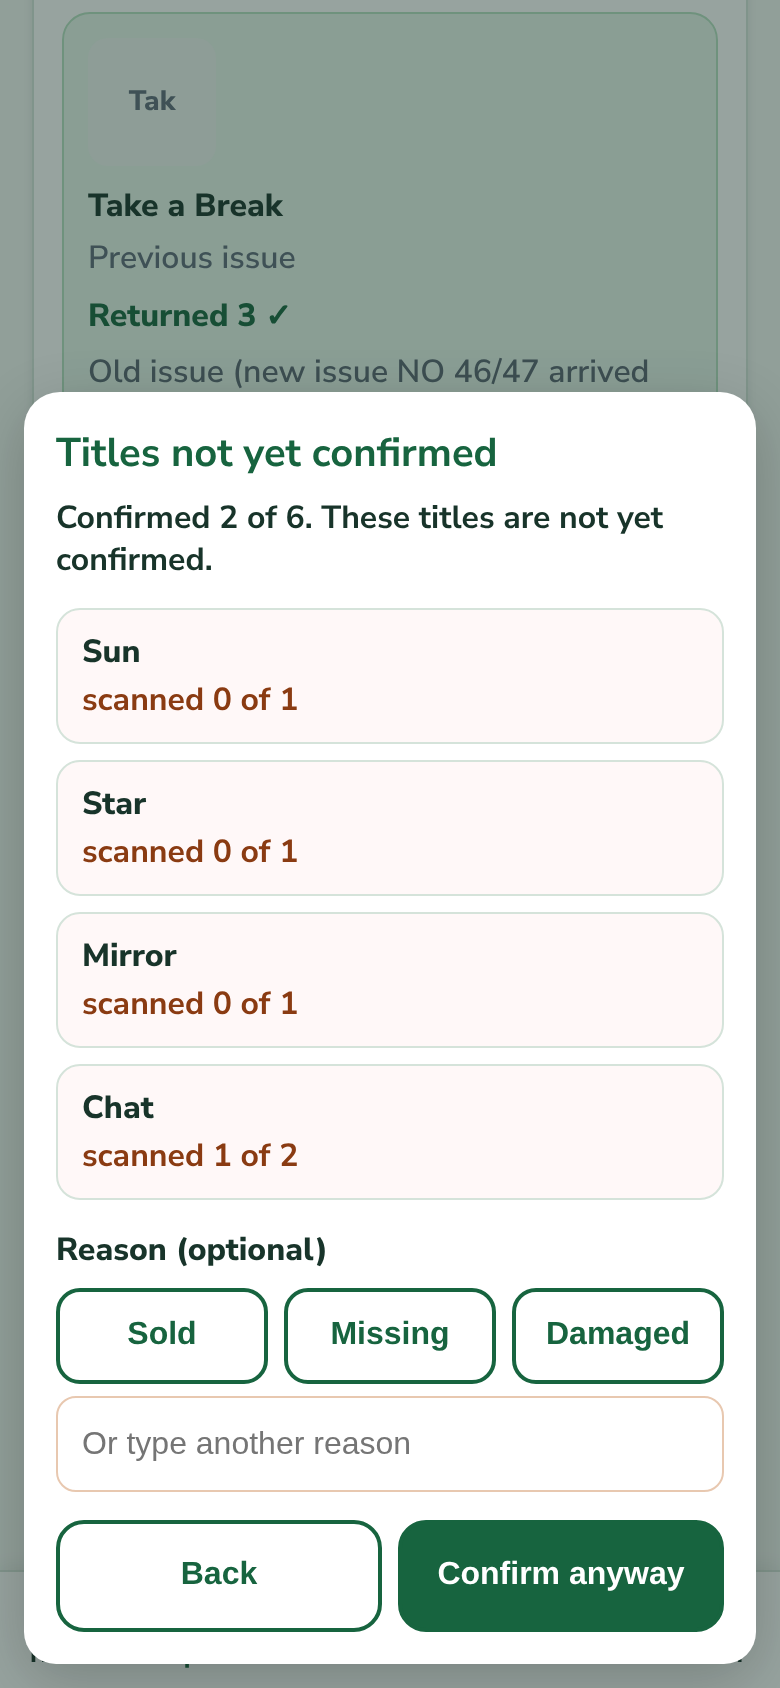 Tak
Take a Break
Previous issue
Returned 3 ✓
Old issue (new issue NO 46/47 arrived
Titles not yet confirmed
Confirmed 2 of 6. These titles are not yet
confirmed.
Sun
scanned 0 of 1
Star
scanned 0 of 1
Mirror
scanned 0 of 1
Chat
scanned 1 of 2
Reason (optional)
Sold Missing Damaged
Or type another reason
Back Confirm anyway